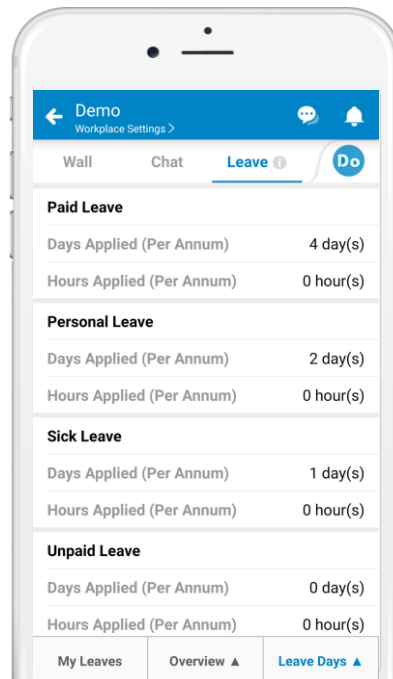 Demo
Workplace Settings >
Wall Chat Leave i Do
Paid Leave
Days Applied (Per Annum) 4 day(s)
Hours Applied (Per Annum) 0 hour(s)
Personal Leave
Days Applied (Per Annum) 2 day(s)
Hours Applied (Per Annum) 0 hour(s)
Sick Leave
Days Applied (Per Annum) 1 day(s)
Hours Applied (Per Annum) 0 hour(s)
Unpaid Leave
Days Applied (Per Annum) 0 day(s)
Hours Applied (Per Annum) 0 hour(s)
My Leaves Overview ▲ Leave Days ▲